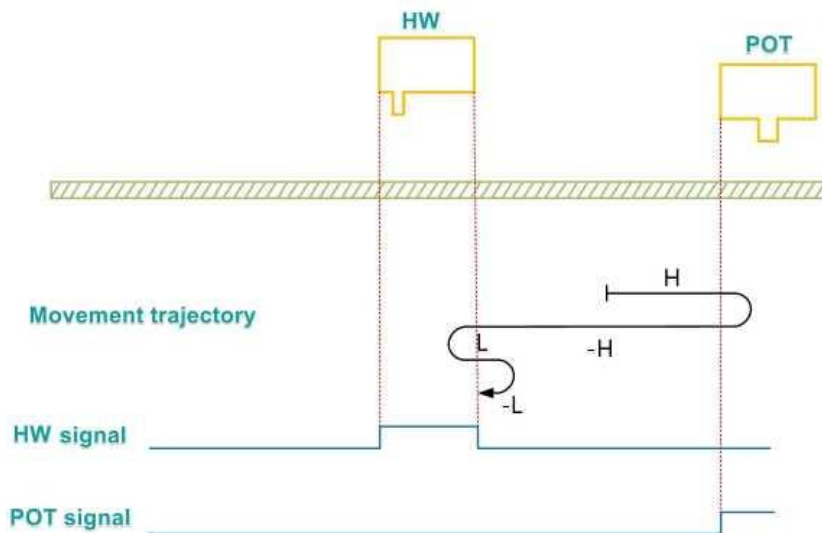 HW
POT
H
Movement trajectory
L
-H
-L
HW signal
POT signal